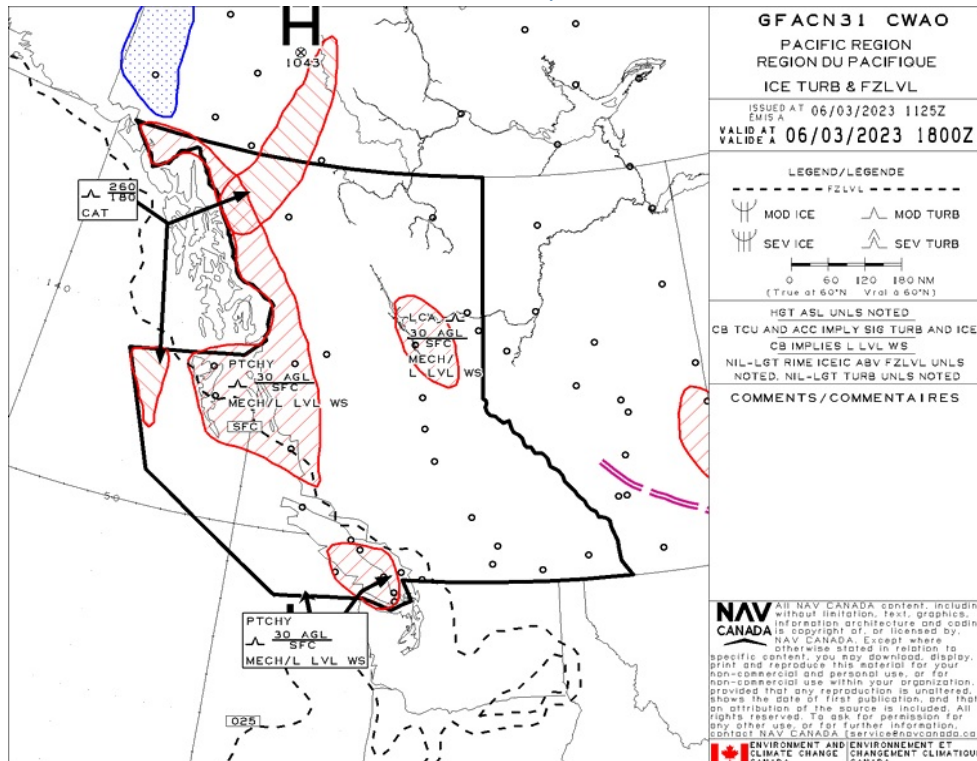 H
1043
260
180
CAT
140
PTCHY
30 AGL
SFC
MECH/L LVL WS
SFC
LCA
30 AGL
SFC
MECH/
L LVL WS
50
PTCHY
30 AGL
SFC
MECH/L LVL WS
025
GFACN31 CWAO
PACIFIC REGION
REGION DU PACIFIQUE
ICE TURB & FZLVL
ISSUED AT 06/03/2023 1125Z
ÉMIS A
VALID AT 06/03/2023 1800Z
VALIDE A
LEGEND/LÉGENDE
FZLVL
MOD ICE MOD TURB
SEV ICE SEV TURB
0 60 120 180 NM
(True at 60°N Vrai à 60°N)
HGT ASL UNLS NOTED
CB TCU AND ACC IMPLY SIG TURB AND ICE
CB IMPLIES L LVL WS
NIL-LGT RIME ICEIC ABV FZLVL UNLS
NOTED. NIL-LGT TURB UNLS NOTED
COMMENTS/COMMENTAIRES
NAV
CANADA
All NAV CANADA content, includin
without limitation, text, graphics,
information architecture and codin
is copyright of, or licensed by,
NAV CANADA. Except where
otherwise stated in relation to
specific content, you may download, display,
print and reproduce this material for your
non-commercial and personal use, or for
non-commercial use within your organization,
provided that any reproduction is unaltered,
shows the date of first publication, and that
an attribution of the source is included. All
rights reserved. To ask for permission for
any other use, or for further information,
contact NAV CANADA [service@navcanada.ca
ENVIRONMENT AND
CLIMATE CHANGE
CANADA
ENVIRONNEMENT ET
CHANGEMENT CLIMATIQU
CANADA